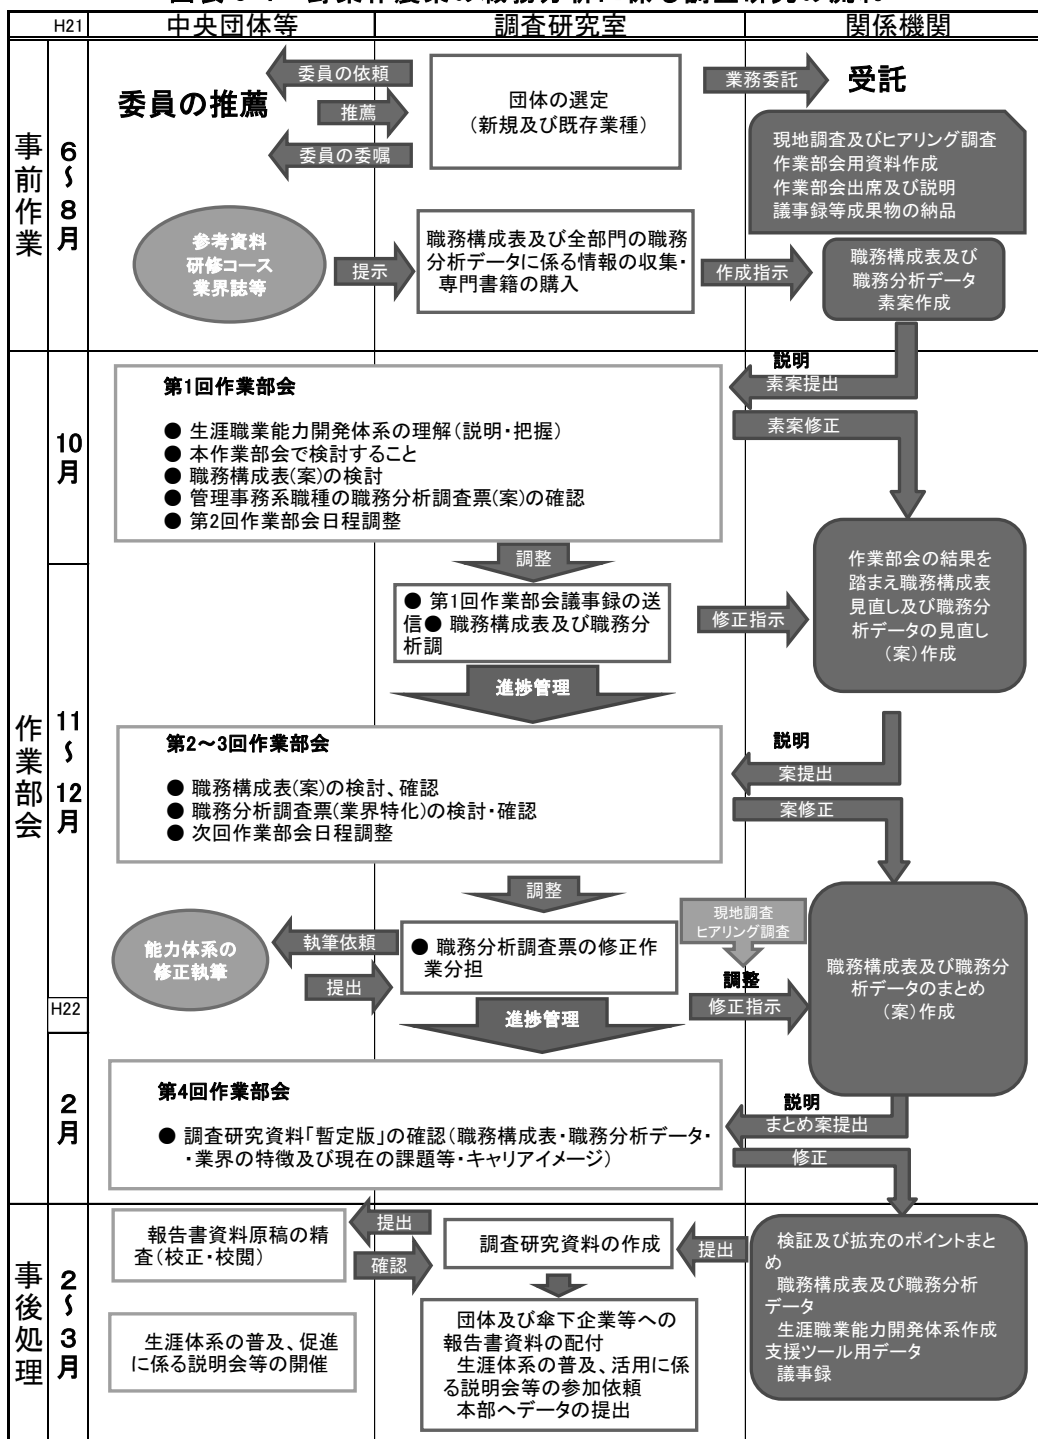 H21
中央団体等
調査研究室
関係機関
事前作業
6～8月
委員の推薦
委員の依頼
推薦
委員の委嘱
団体の選定
（新規及び既存業種）
業務委託
受託
現地調査及びヒアリング調査
作業部会用資料作成
作業部会出席及び説明
議事録等成果物の納品
参考資料
研修コース
業界誌等
提示
職務構成表及び全部門の職務
分析データに係る情報の収集・
専門書籍の購入
作成指示
職務構成表及び
職務分析データ
素案作成
作業部会
10月
第1回作業部会
● 生涯職業能力開発体系の理解（説明・把握）
● 本作業部会で検討すること
● 職務構成表(案)の検討
● 管理事務系職種の職務分析調査票(案)の確認
● 第2回作業部会日程調整
説明
素案提出
素案修正
調整
11～12月
● 第1回作業部会議事録の送
信● 職務構成表及び職務分
析調
修正指示
作業部会の結果を
踏まえ職務構成表
見直し及び職務分
析データの見直し
（案）作成
進捗管理
第2～3回作業部会
● 職務構成表(案)の検討、確認
● 職務分析調査票(業界特化)の検討・確認
● 次回作業部会日程調整
説明
案提出
案修正
調整
能力体系の
修正執筆
執筆依頼
提出
● 職務分析調査票の修正作
業分担
現地調査
ヒアリング調査
調整
修正指示
職務構成表及び職務分
析データのまとめ
（案）作成
H22
進捗管理
2月
第4回作業部会
● 調査研究資料「暫定版」の確認（職務構成表・職務分析データ・
・業界の特徴及び現在の課題等・キャリアイメージ）
説明
まとめ案提出
修正
事後処理
2～3月
報告書資料原稿の精
査（校正・校閲）
提出
確認
調査研究資料の作成
提出
検証及び拡充のポイントまと
め
職務構成表及び職務分析
データ
生涯職業能力開発体系作成
支援ツール用データ
議事録
生涯体系の普及、促進
に係る説明会等の開催
団体及び傘下企業等への
報告書資料の配付
生涯体系の普及、活用に係
る説明会等の参加依頼
本部へデータの提出